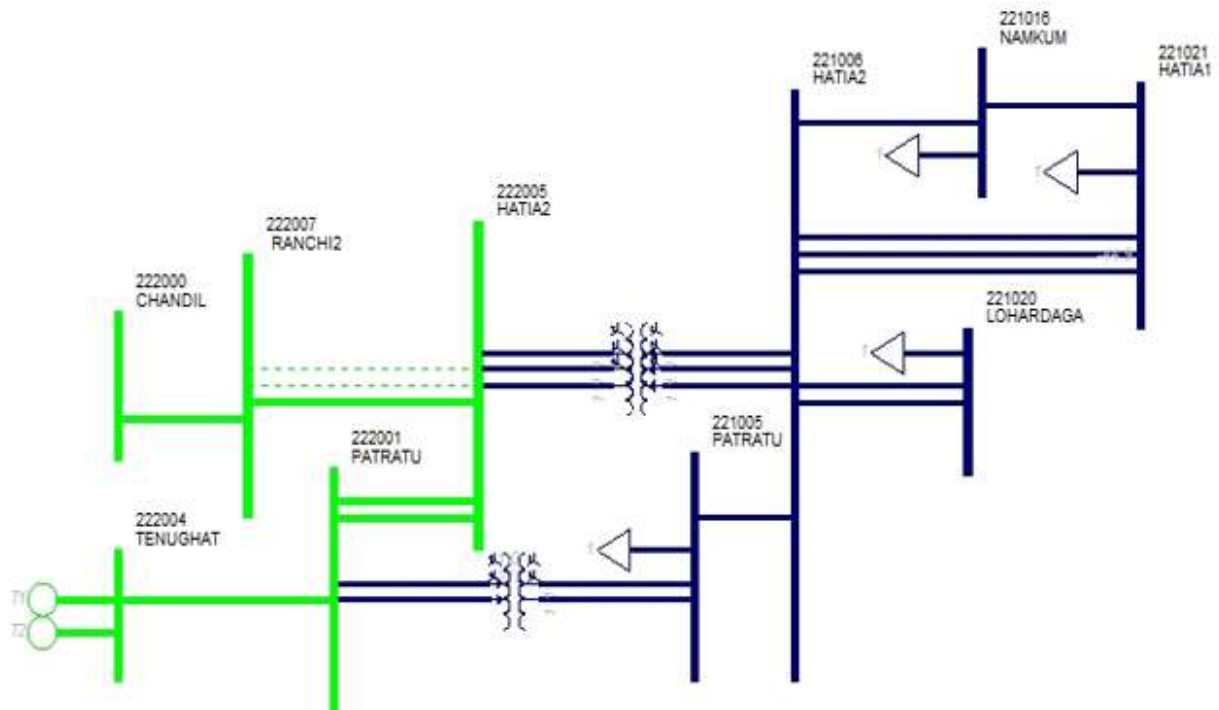 221016
NAMKUM
221006
HATIA2
221021
HATIA1
222005
HATIA2
222007
RANCHI2
222000
CHANDIL
221020
LOHARDAGA
222001
PATRATU
221005
PATRATU
222004
TENUGHAT
T1
T2